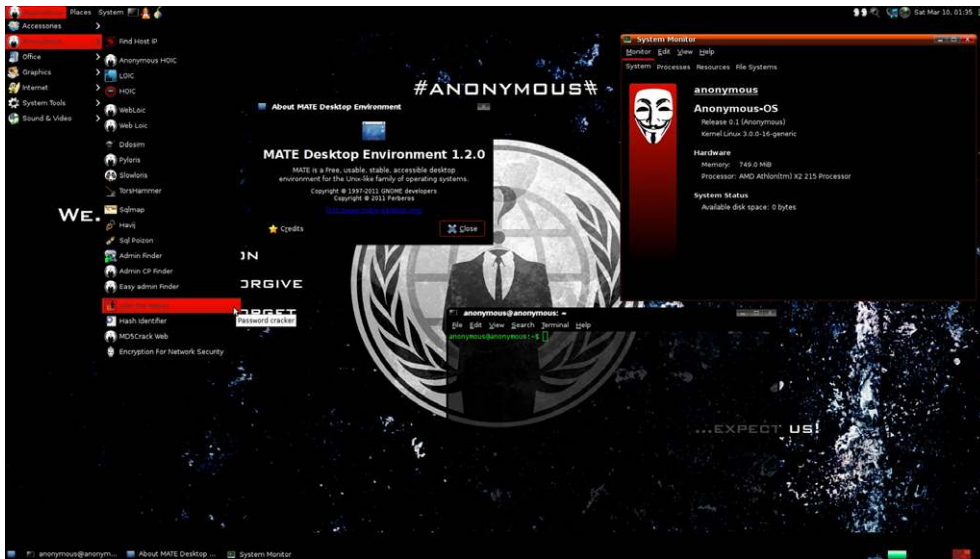 Places System
Sat Mar 10, 01:35
Accessories
Office
Graphics
Internet
System Tools
Sound & Video
Find Host IP
Anonymous HOIC
LOIC
HOIC
WebLoic
Web Loic
Ddosim
Pyloris
Slowloris
TorsHammer
Sqlmap
Havij
Sql Poizon
Admin Finder
Admin CP Finder
Easy admin Finder
Password cracker
Hash Identifier
MD5Crack Web
Encryption For Network Security
#ANONYMOUS#
WE.
ON
ORGIVE
ORGET
...EXPECT US!
About MATE Desktop Environment
MATE Desktop Environment 1.2.0
MATE is a Free, usable, stable, accessible desktop
environment for the Unix-like family of operating systems.
Copyright © 1997-2011 GNOME developers
Copyright © 2011 Perberos
Credits
Close
System Monitor
Monitor Edit View Help
System Processes Resources File Systems
anonymous
Anonymous-OS
Release 0.1 (Anonymous)
Kernel Linux 3.0.0-16-generic
Hardware
Memory: 749.0 MiB
Processor: AMD Athlon(tm) X2 215 Processor
System Status
Available disk space: 0 bytes
anonymous@anonymous: ~
File Edit View Search Terminal Help
anonymous@anonymous:~$
anonymous@anonym... About MATE Desktop ... System Monitor